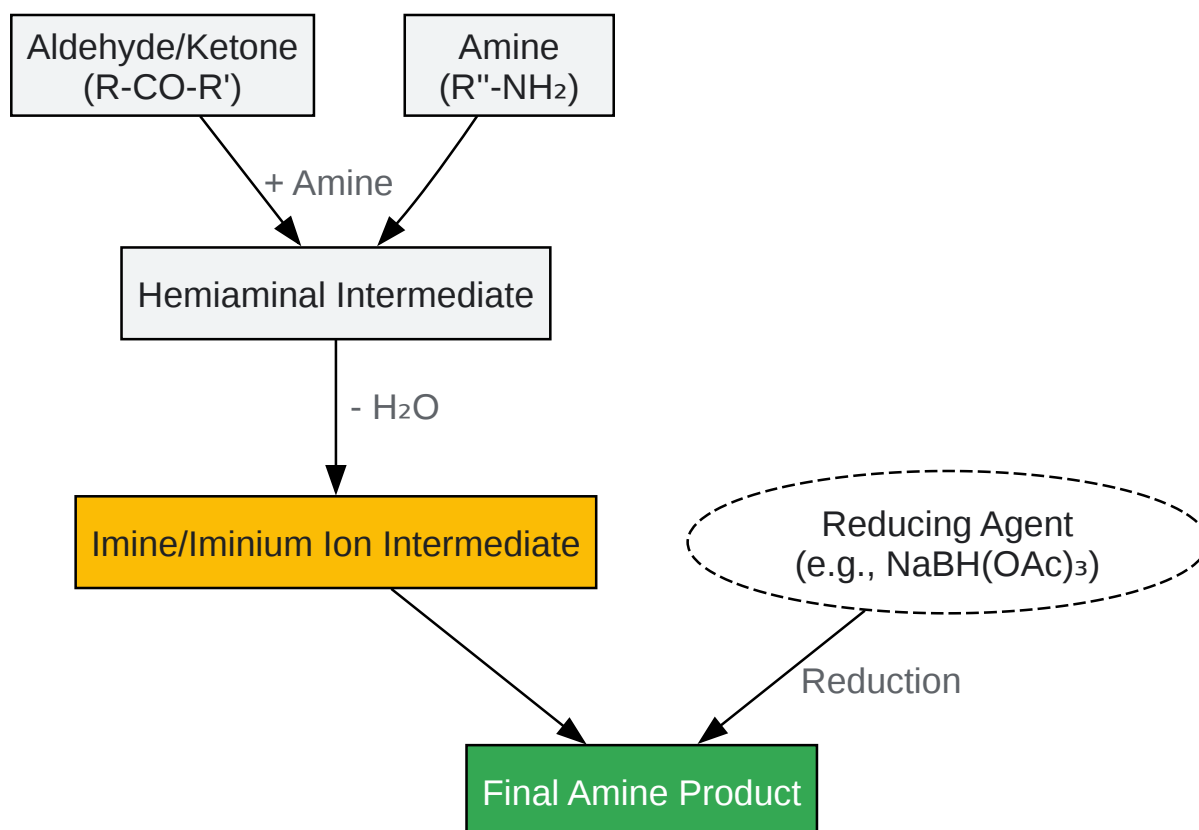 Aldehyde/Ketone
(R-CO-R')
Amine
(R''-NH₂)
+ Amine
Hemiaminal Intermediate
- H₂O
Imine/Iminium Ion Intermediate
Reducing Agent
(e.g., NaBH(OAc)₃)
Reduction
Final Amine Product